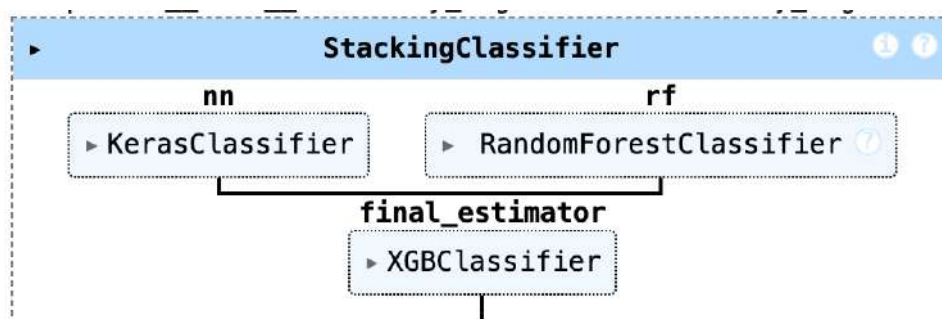 StackingClassifier i ?
nn rf
KerasClassifier RandomForestClassifier ?
final_estimator
XGBClassifier